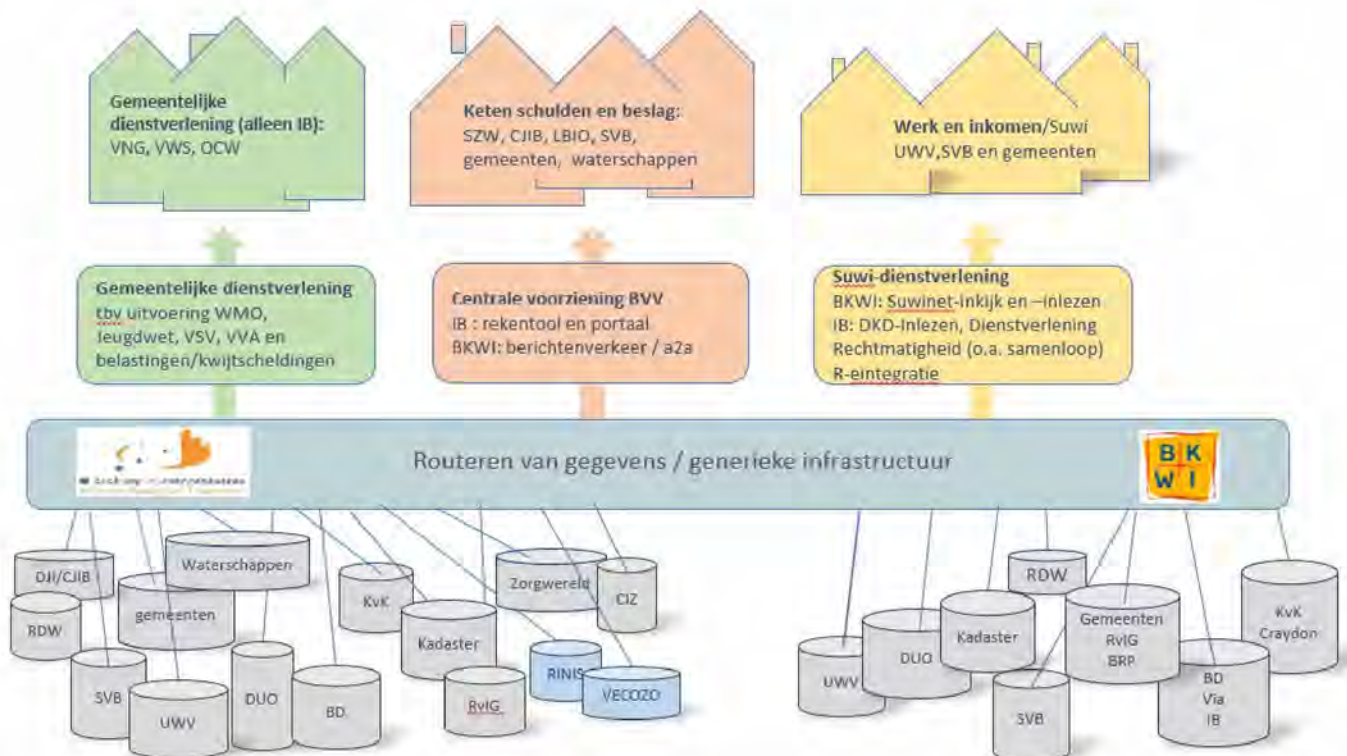 Gemeentelijke
dienstverlening (alleen IB):
VNG, VWS, OCW
Keten schulden en beslag:
SZW, CJIB, LBIO, SVB,
gemeenten, waterschappen
Werk en inkomen/Suwi
UWV,SVB en gemeenten
Gemeentelijke dienstverlening
tbv uitvoering WMO,
Jeugdwet, VSV, VVA en
belastingen/kwijtscheldingen
Centrale voorziening BVV
IB : rekentool en portaal
BKWI: berichtenverkeer / a2a
Suwi-dienstverlening
BKWI: Suwinet-Inkijk en –inlezen
IB: DKD-Inlezen, Dienstverlening
Rechtmatigheid (o.a. samenloop)
R-eintegratie
Routeren van gegevens / generieke infrastructuur
B K
W I
DJI/CJIB
Waterschappen
RDW
gemeenten
KvK
Zorgwereld
CIZ
Kadaster
SVB
UWV
DUO
BD
RvIG
RINIS
VECOZO
RDW
UWV
DUO
Kadaster
SVB
Gemeenten
RvIG
BRP
BD
Via
IB
KvK
Craydon